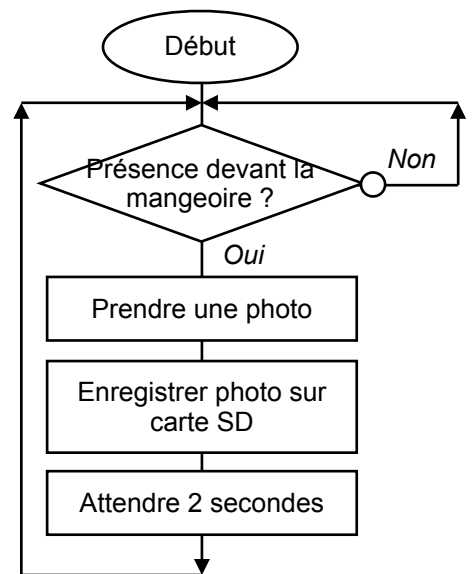 Début
Présence devant la
mangeoire ?
Non
Oui
Prendre une photo
Enregistrer photo sur
carte SD
Attendre 2 secondes